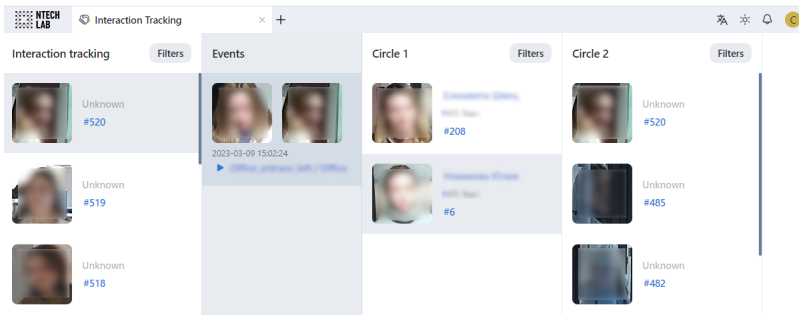 NTECH
LAB
Interaction Tracking
C
Interaction tracking
Filters
Events
Circle 1
Filters
Circle 2
Filters
Unknown
#520
2023-03-09 15:02:24
#208
Unknown
#520
Unknown
#519
#6
Unknown
#485
Unknown
#518
Unknown
#482